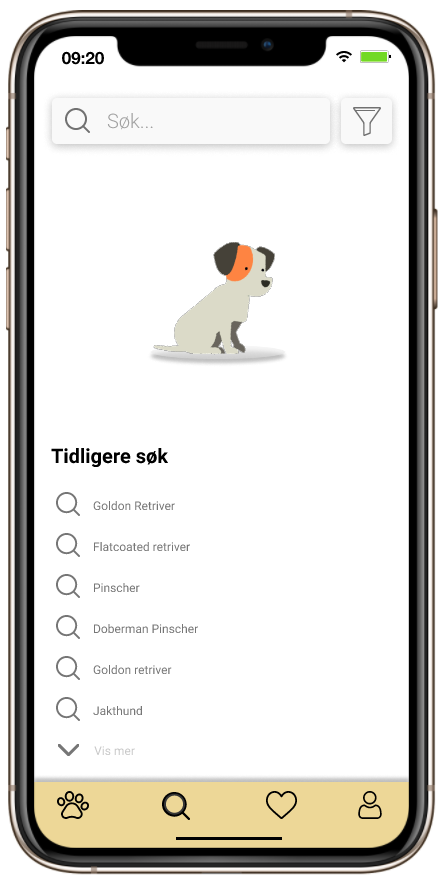 09:20
Søk...
Tidligere søk
Goldon Retriver
Flatcoated retriver
Pinscher
Doberman Pinscher
Goldon retriver
Jakthund
Vis mer